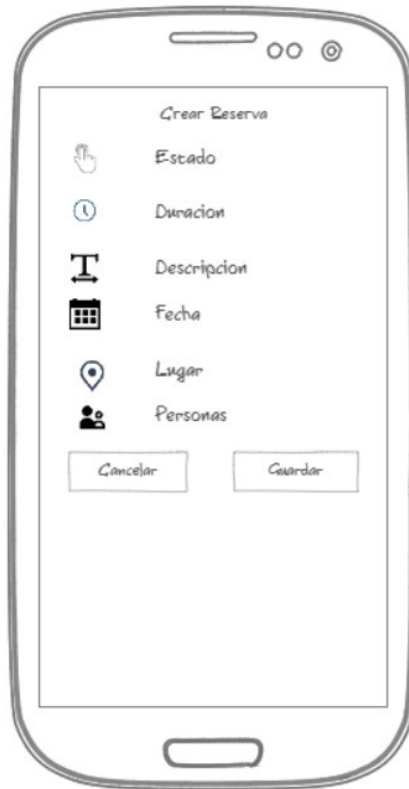 Crear Reserva
Estado
Duracion
Descripcion
Fecha
Lugar
Personas
Cancelar
Guardar